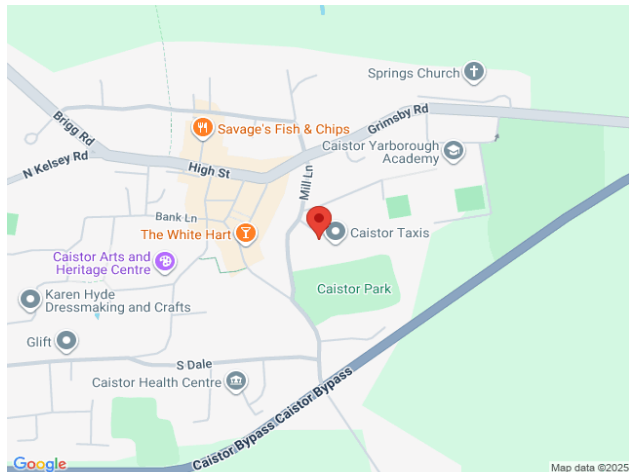 Springs Church
Grimsby Rd
Savage's Fish & Chips
Brigg Rd
Caistor Yarborough
Academy
N Kelsey Rd
High St
Mill Ln
Bank Ln
The White Hart
Caistor Taxis
Caistor Arts and
Heritage Centre
Caistor Park
Karen Hyde
Dressmaking and Crafts
Glift
S Dale
Caistor Health Centre
Caistor Bypass Caistor Bypass
Google
Map data ©2025